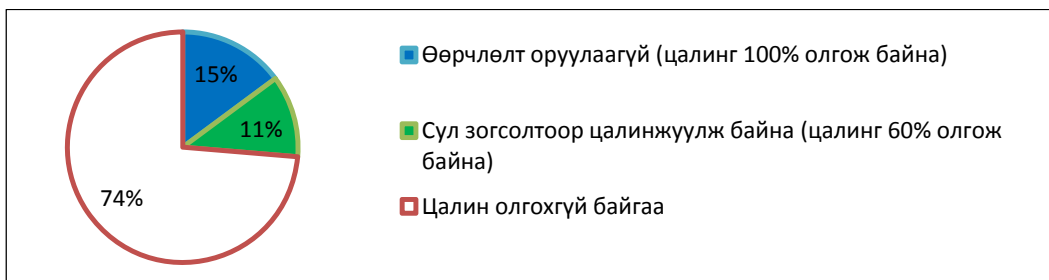 15%
11%
74%
Өөрчлөлт оруулаагүй (цалинг 100% олгож байна)
Сул зогсолтоор цалинжуулж байна (цалинг 60% олгож
байна)
Цалин олгохгүй байгаа